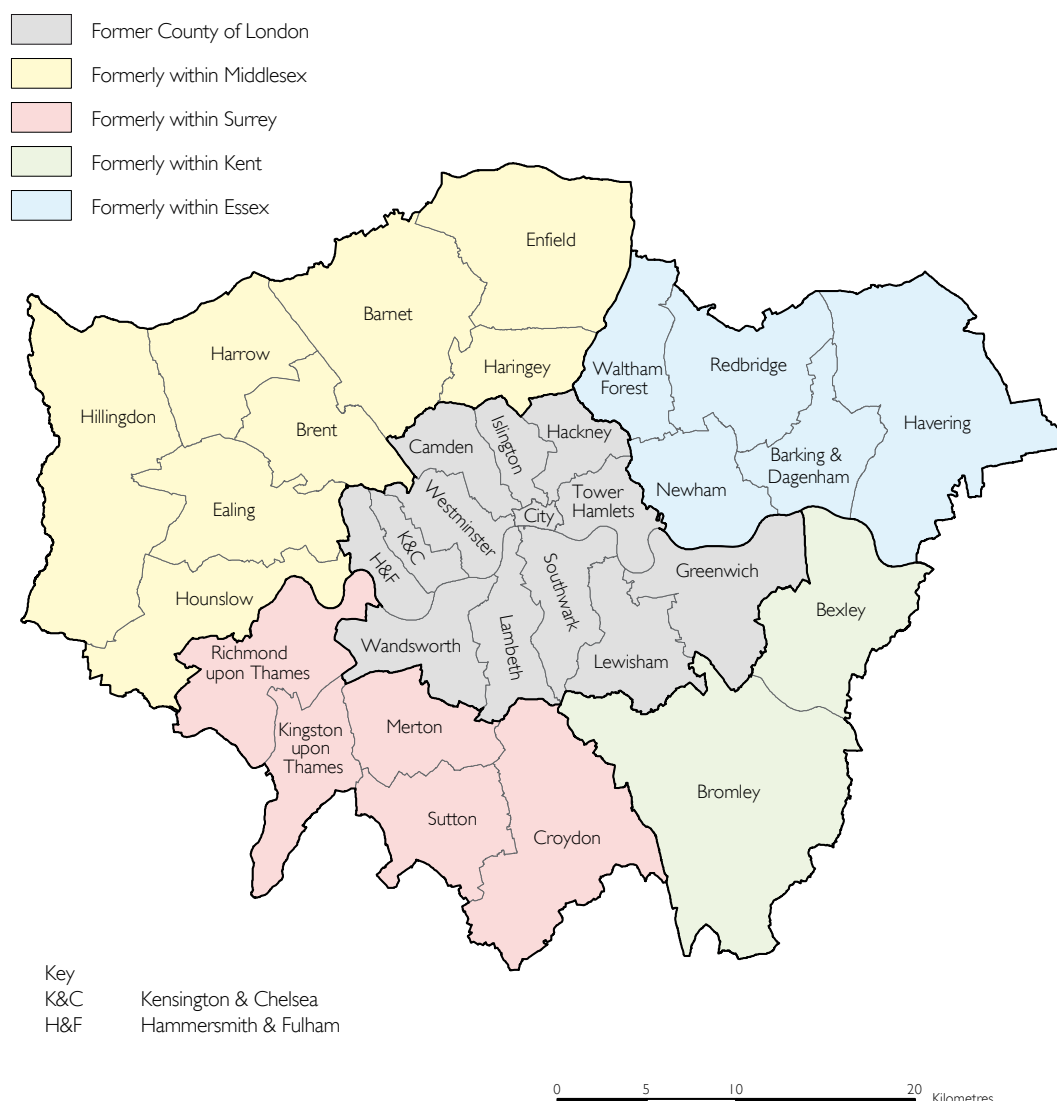 Former County of London
Formerly within Middlesex
Formerly within Surrey
Formerly within Kent
Formerly within Essex
Enfield
Barnet
Harrow
Haringey
Waltham
Forest
Redbridge
Hillingdon
Brent
Camden
Islington
Hackney
Havering
Barking &
Dagenham
Ealing
Westminster
City
Tower
Hamlets
Newham
K&C
H&F
Southwark
Greenwich
Hounslow
Bexley
Richmond
upon Thames
Wandsworth
Lambeth
Lewisham
Kingston
upon
Thames
Merton
Bromley
Sutton
Croydon
Key
K&C Kensington & Chelsea
H&F Hammersmith & Fulham
0 5 10 20 Kilometres